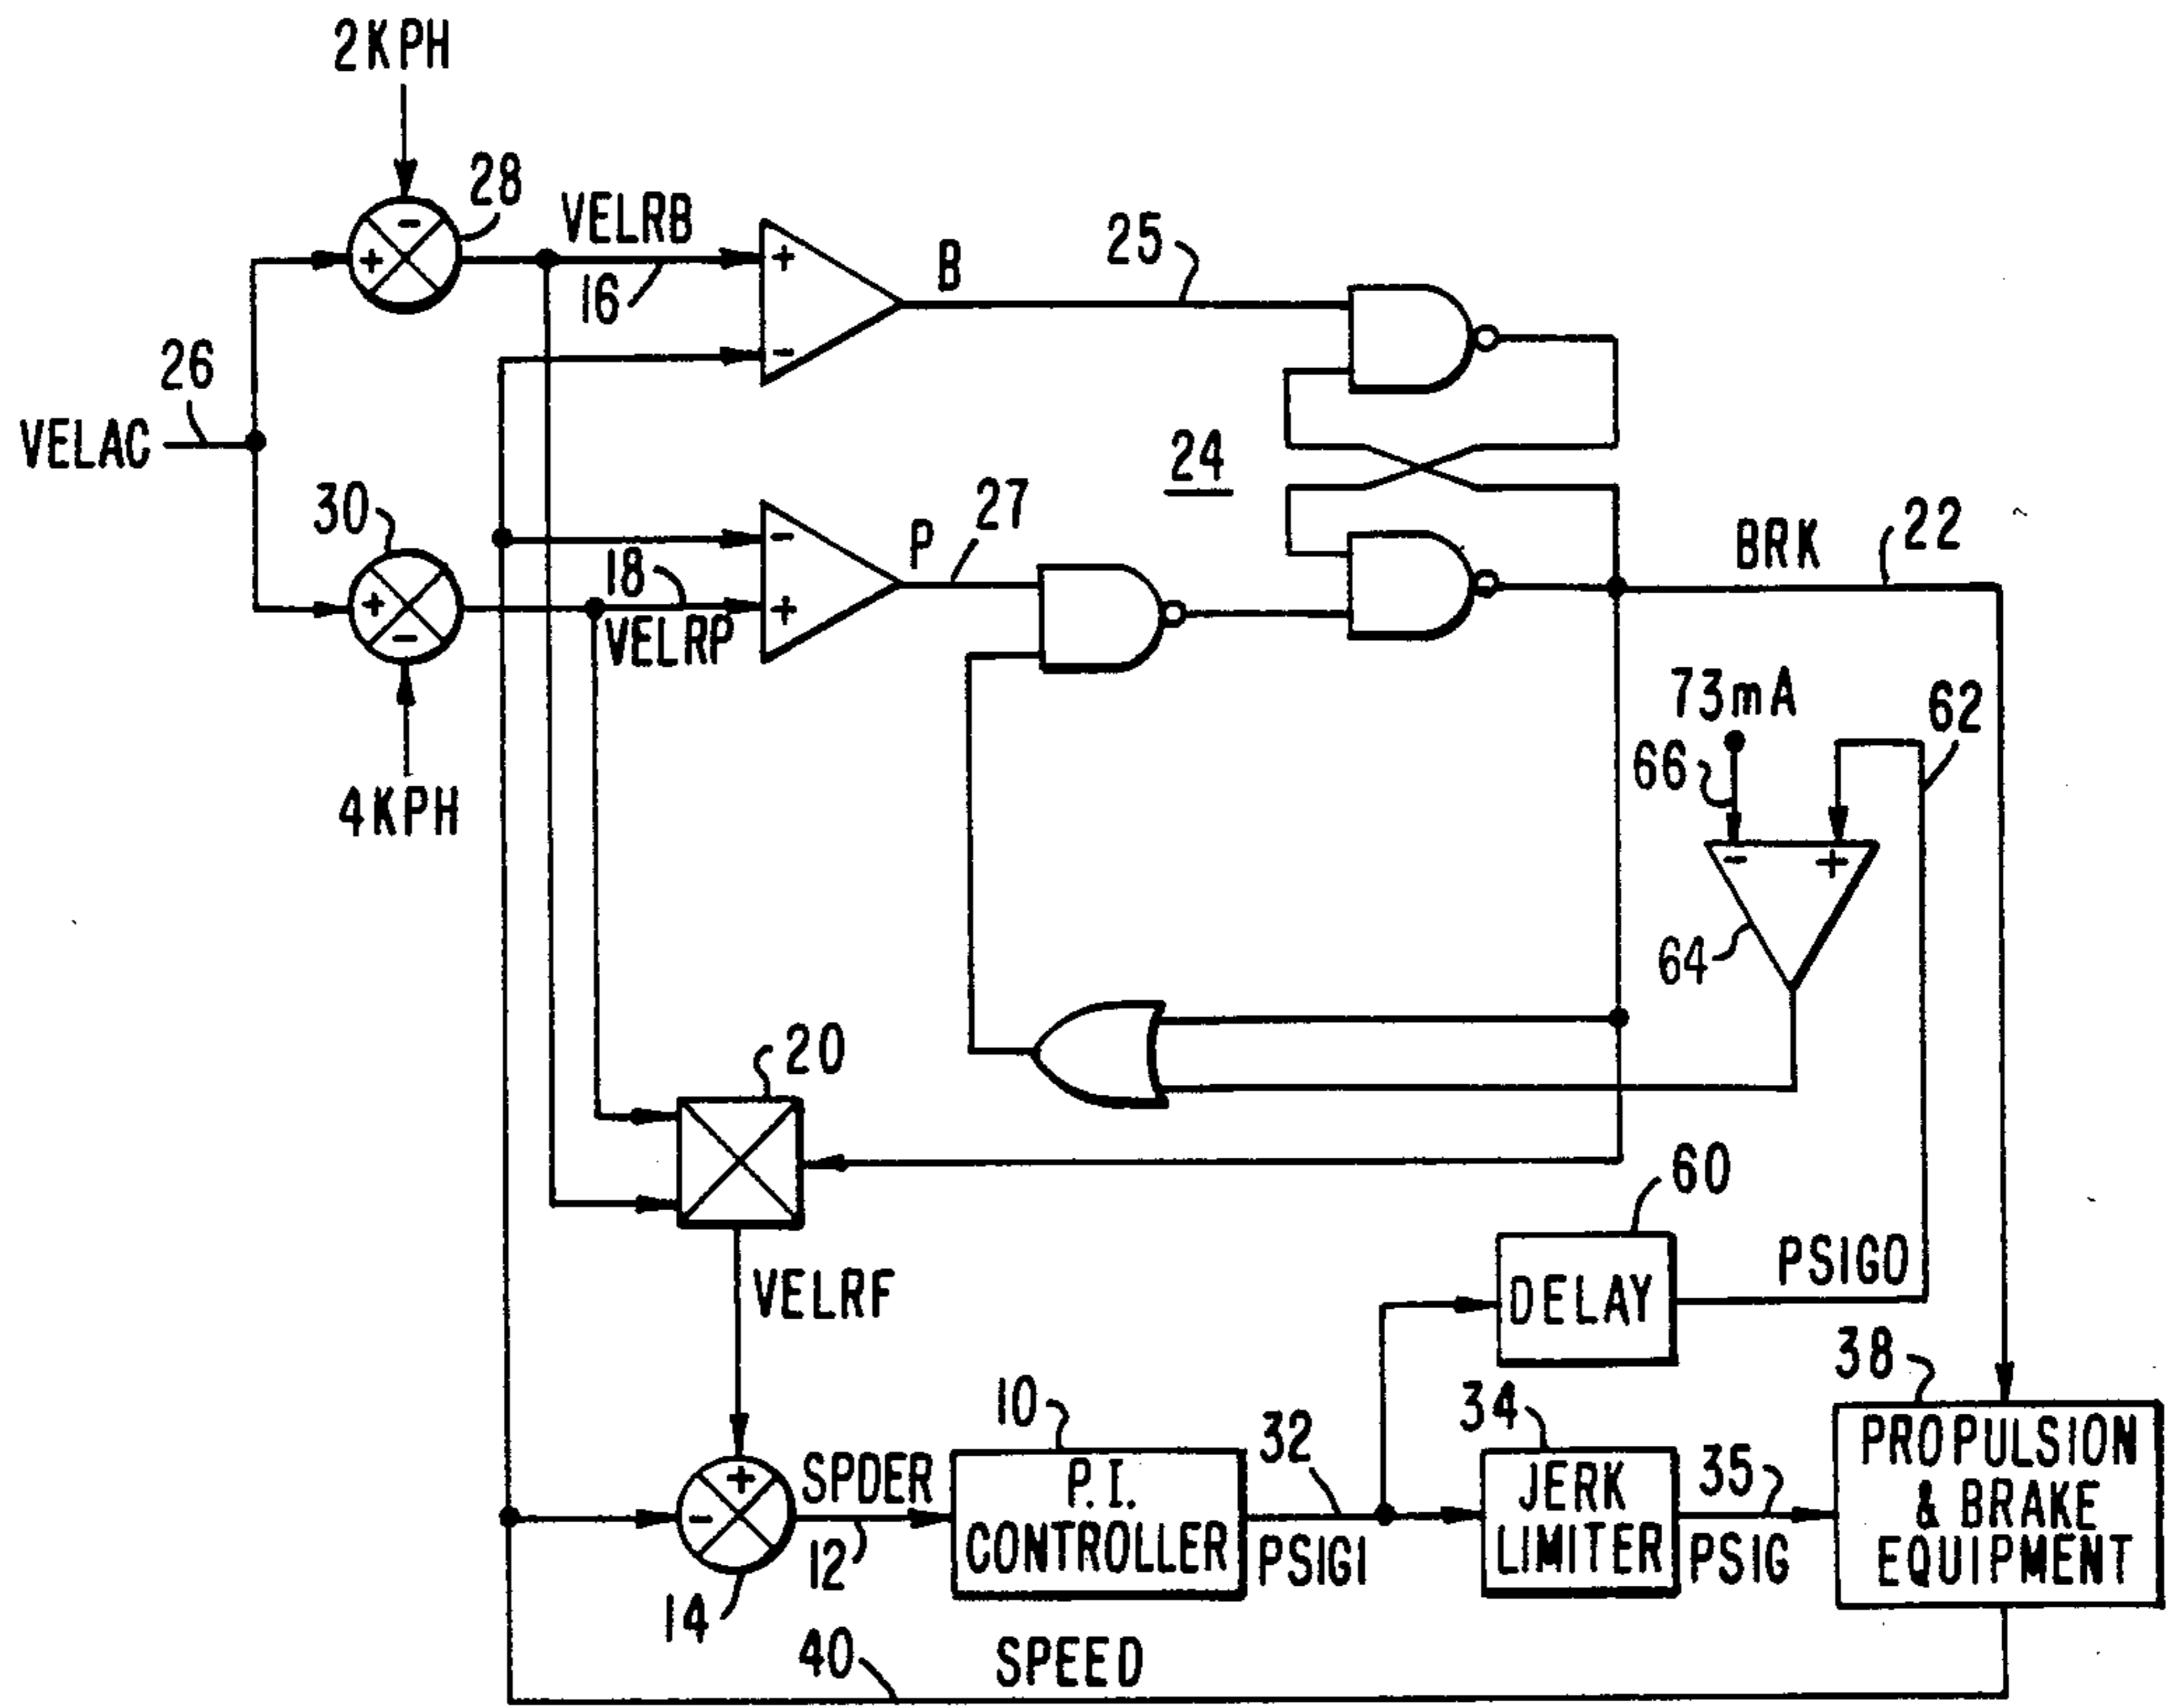 2KPH
28
VELRB
16
B
25
26
VELAC
24
30
P
27
18
VELRP
BRK
22
4KPH
73mA
66
62
64
20
60
VELRF
DELAY
PSIGO
38
10
32
34
SPDER
12
P.I.
CONTROLLER
PSIGI
JERK
LIMITER
35
PSIG
PROPULSION
& BRAKE
EQUIPMENT
14
40
SPEED
+
-
+
-
+
-
-
+
+
-
-
+
+
-